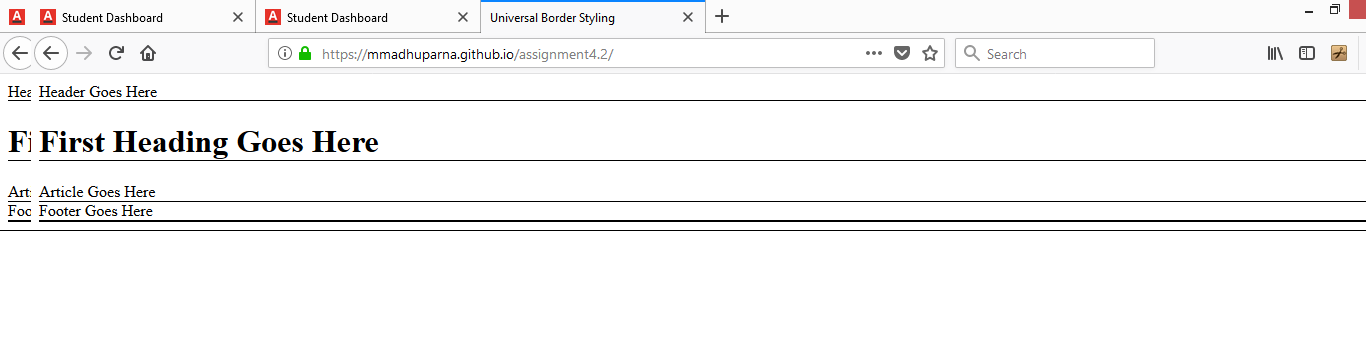 Student Dashboard Student Dashboard Universal Border Styling
https://mmadhuparna.github.io/assignment4.2/ Search
Hea Header Goes Here
Fi First Heading Goes Here
Art Article Goes Here
Foo Footer Goes Here